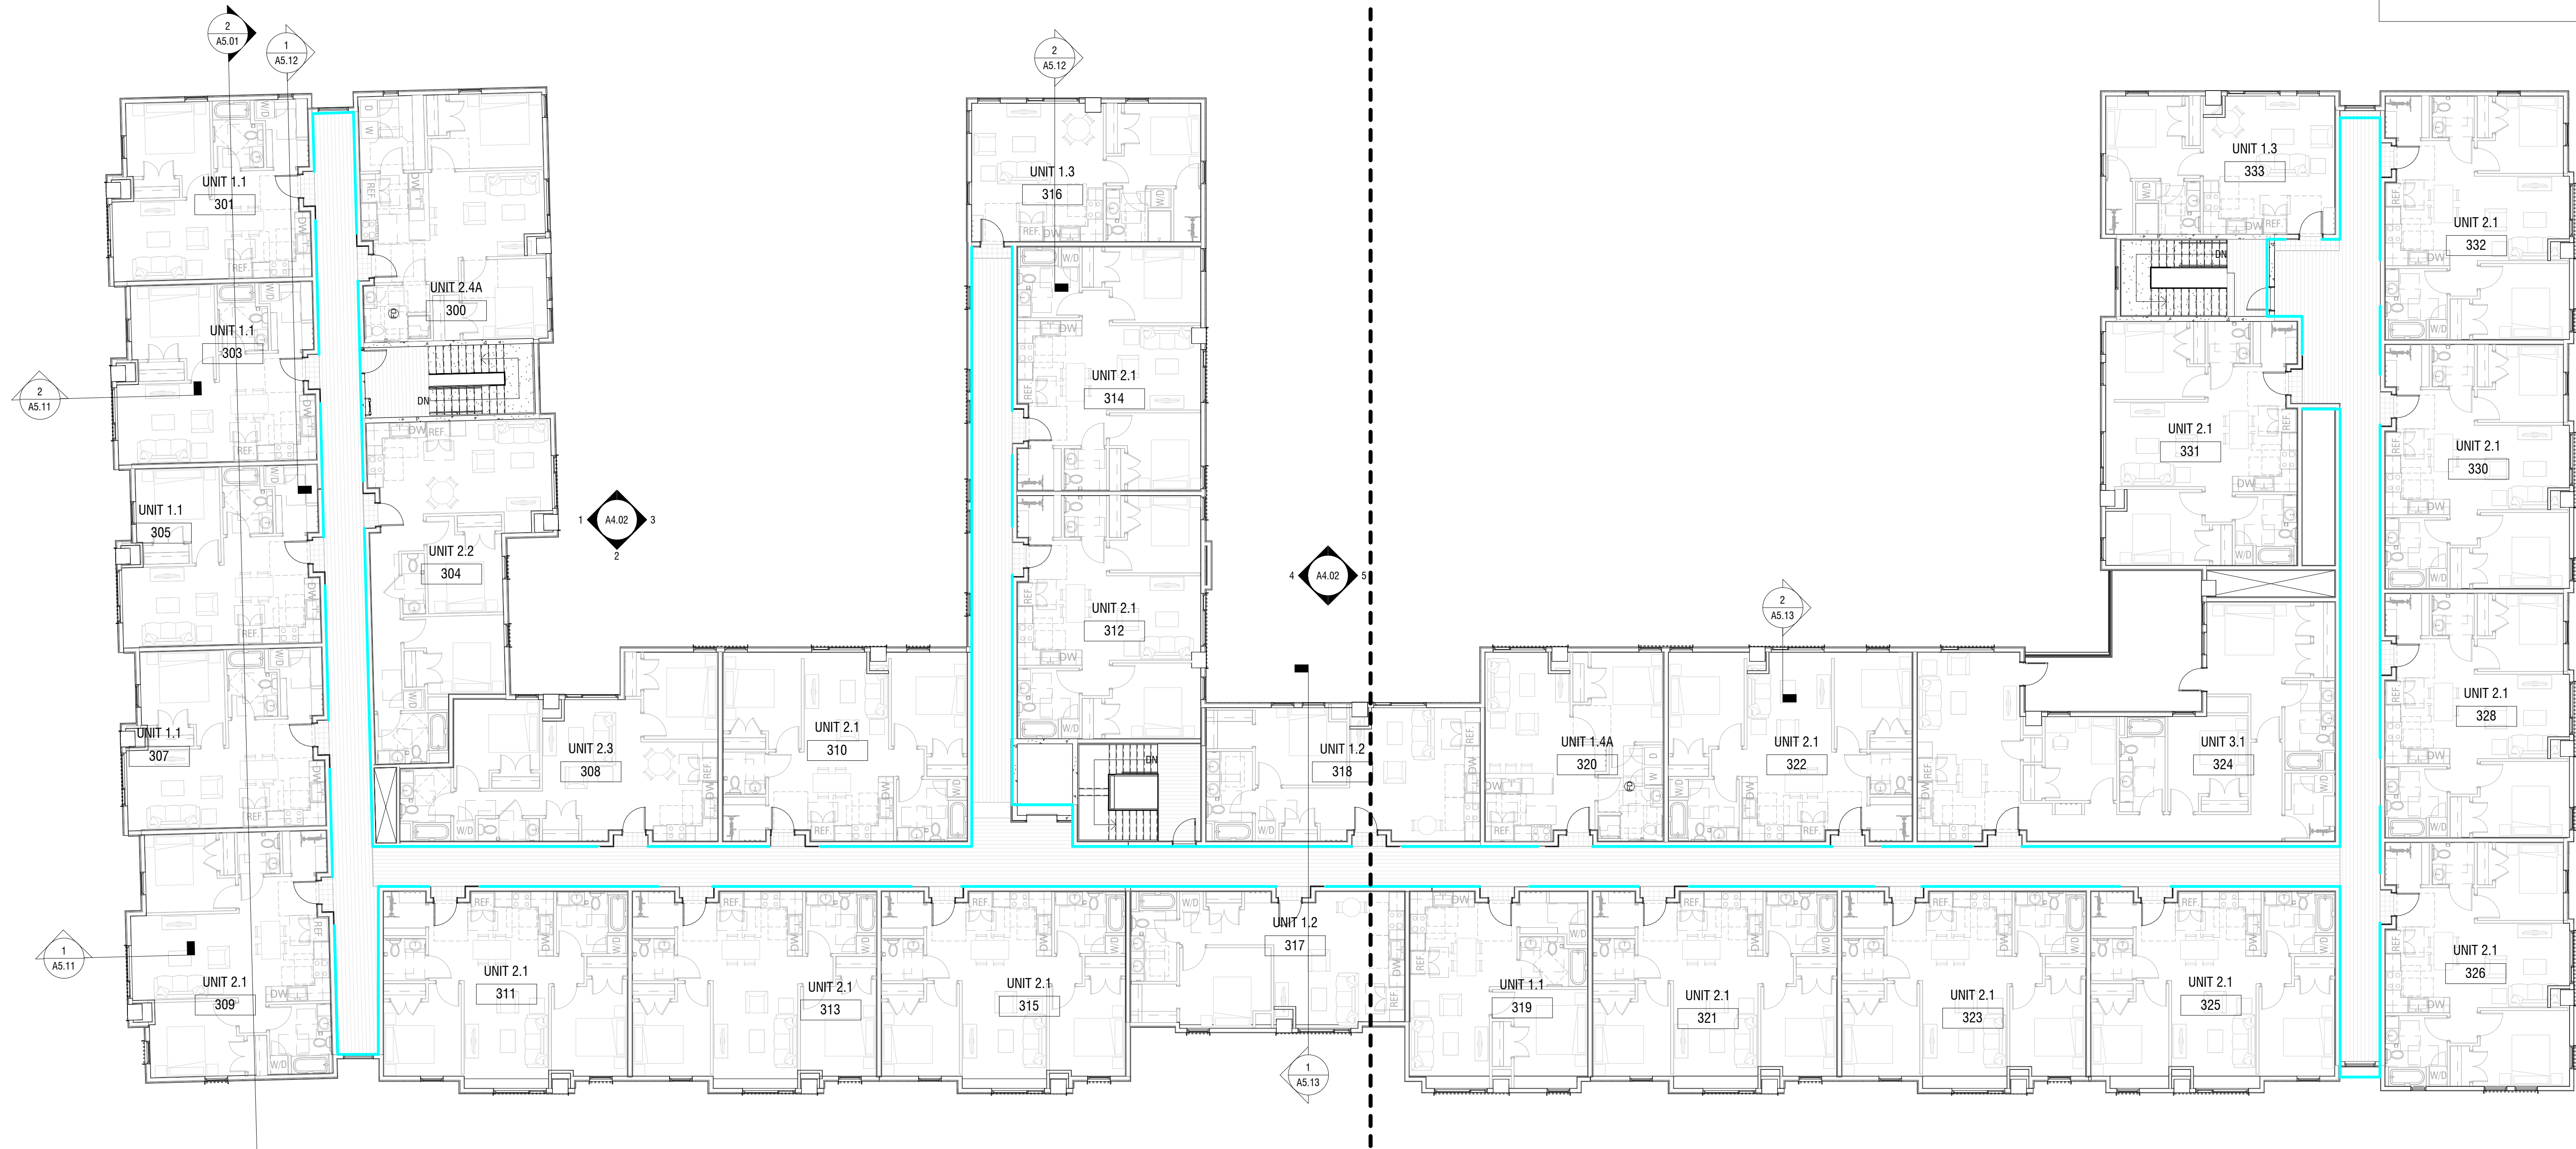 2
A5.01
1
A5.12
2
A5.12
UNIT 1.1
301
UNIT 1.3
316
UNIT 1.3
333
UNIT 2.1
332
UNIT 2.4A
300
UNIT 1.1
303
DN
DN
2
A5.11
UNIT 2.1
314
UNIT 2.1
331
UNIT 2.1
330
UNIT 1.1
305
1
A4.02
3
2
UNIT 2.2
304
4
A4.02
5
UNIT 2.1
312
2
A5.13
UNIT 1.1
307
UNIT 2.3
308
UNIT 2.1
310
DN
UNIT 1.2
318
UNIT 1.4A
320
UNIT 2.1
322
UNIT 3.1
324
UNIT 2.1
328
1
A5.11
UNIT 2.1
309
UNIT 2.1
311
UNIT 2.1
313
UNIT 2.1
315
UNIT 1.2
317
UNIT 1.1
319
UNIT 2.1
321
UNIT 2.1
323
UNIT 2.1
325
UNIT 2.1
326
1
A5.13
W/D
D
W
REF.
DW